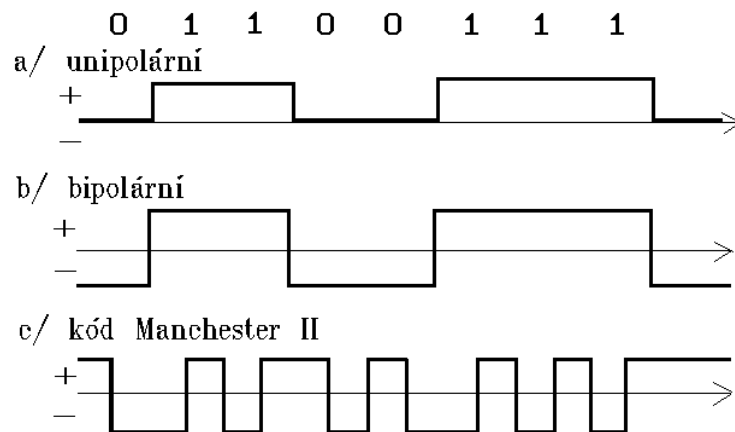 0 1 1 0 0 1 1 1
a/ unipolární
+
−
b/ bipolární
+
−
c/ kód Manchester II
+
−